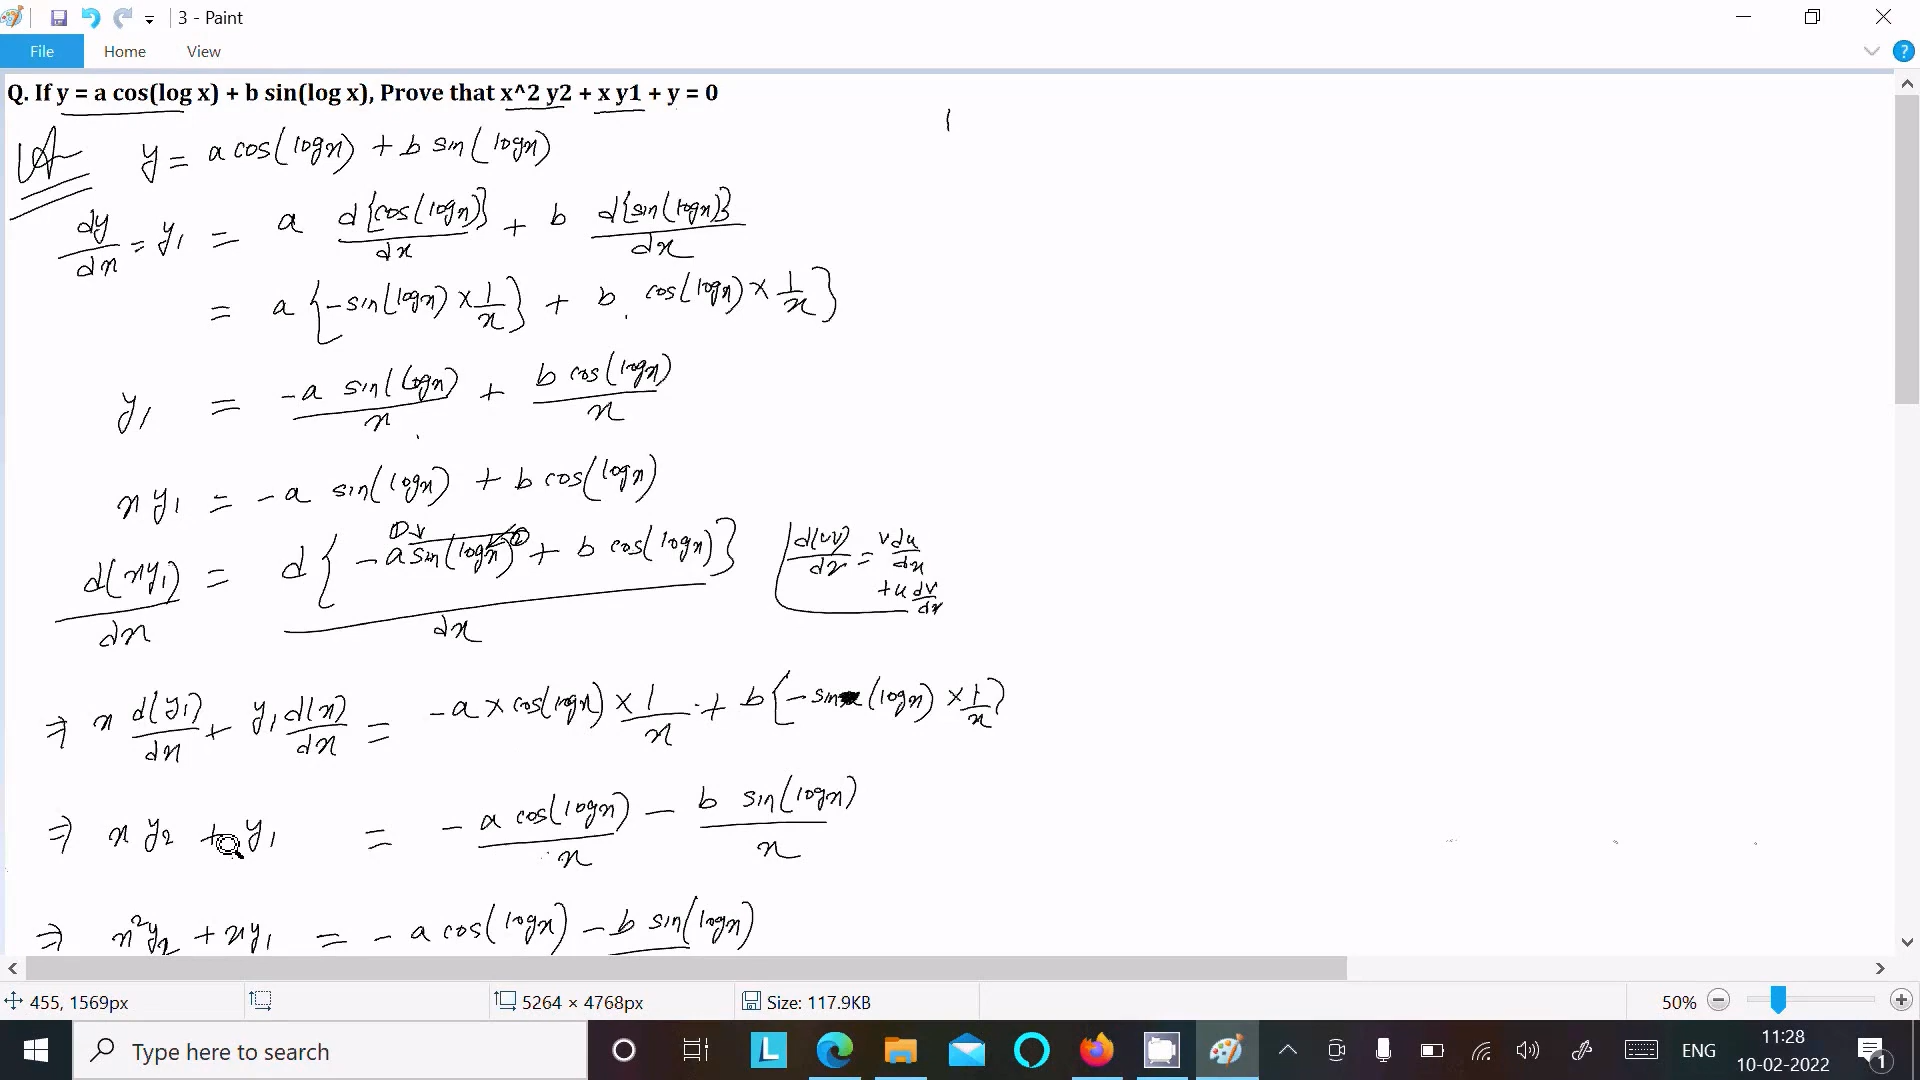 3 - Paint
File Home View
Q. If y = a cos(log x) + b sin(log x), Prove that x^2 y2 + x y1 + y = 0
y = a cos(log x) + b sin(log x)
dy/dx = y₁ = a d{cos(log x)}/dx + b d{sin(log x)}/dx
= a {-sin(log x) × 1/x} + b cos(log x) × 1/x}
y₁ = -a sin(log x)/x + b cos(log x)/x
x y₁ = -a sin(log x) + b cos(log x)
d(xy₁)/dx = d{-a sin(log x) + b cos(log x)}/dx
d(uv)/dx = v du/dx
+ u dv/dx
⇒ x d(y₁)/dx + y₁ d(x)/dx = -a × cos(log x) × 1/x + b{-sin(log x) × 1/x}
⇒ x y₂ + y₁ = - a cos(log x)/x - b sin(log x)/x
⇒ x²y₂ + xy₁ = - a cos(log x) - b sin(log x)
455, 1569px 5264 × 4768px Size: 117.9KB 50%
Type here to search L ENG 11:28
10-02-2022 1